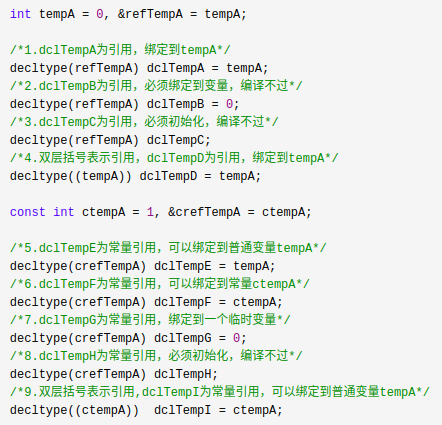 int tempA = 0, &refTempA = tempA;
/*1.dclTempA为引用，绑定到tempA*/
decltype(refTempA) dclTempA = tempA;
/*2.dclTempB为引用，必须绑定到变量，编译不过*/
decltype(refTempA) dclTempB = 0;
/*3.dclTempC为引用，必须初始化，编译不过*/
decltype(refTempA) dclTempC;
/*4.双层括号表示引用，dclTempD为引用，绑定到tempA*/
decltype((tempA)) dclTempD = tempA;
const int ctempA = 1, &crefTempA = ctempA;
/*5.dclTempE为常量引用，可以绑定到普通变量tempA*/
decltype(crefTempA) dclTempE = tempA;
/*6.dclTempF为常量引用，可以绑定到常量ctempA*/
decltype(crefTempA) dclTempF = ctempA;
/*7.dclTempG为常量引用，绑定到一个临时变量*/
decltype(crefTempA) dclTempG = 0;
/*8.dclTempH为常量引用，必须初始化，编译不过*/
decltype(crefTempA) dclTempH;
/*9.双层括号表示引用,dclTempI为常量引用，可以绑定到普通变量tempA*/
decltype((ctempA))  dclTempI = ctempA;